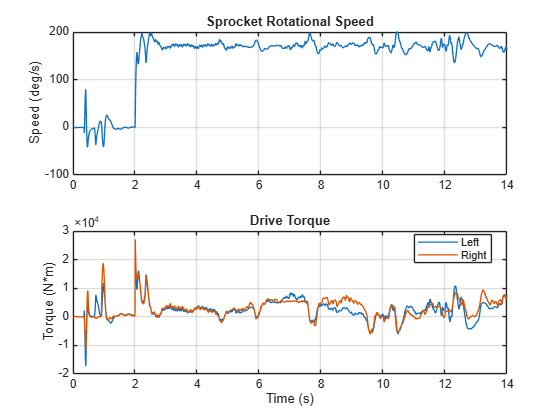 Sprocket Rotational Speed
200
100
0
-100
Speed (deg/s)
0 2 4 6 8 10 12 14
Drive Torque
×10⁴
3
2
1
0
-1
-2
Torque (N*m)
Left
Right
0 2 4 6 8 10 12 14
Time (s)